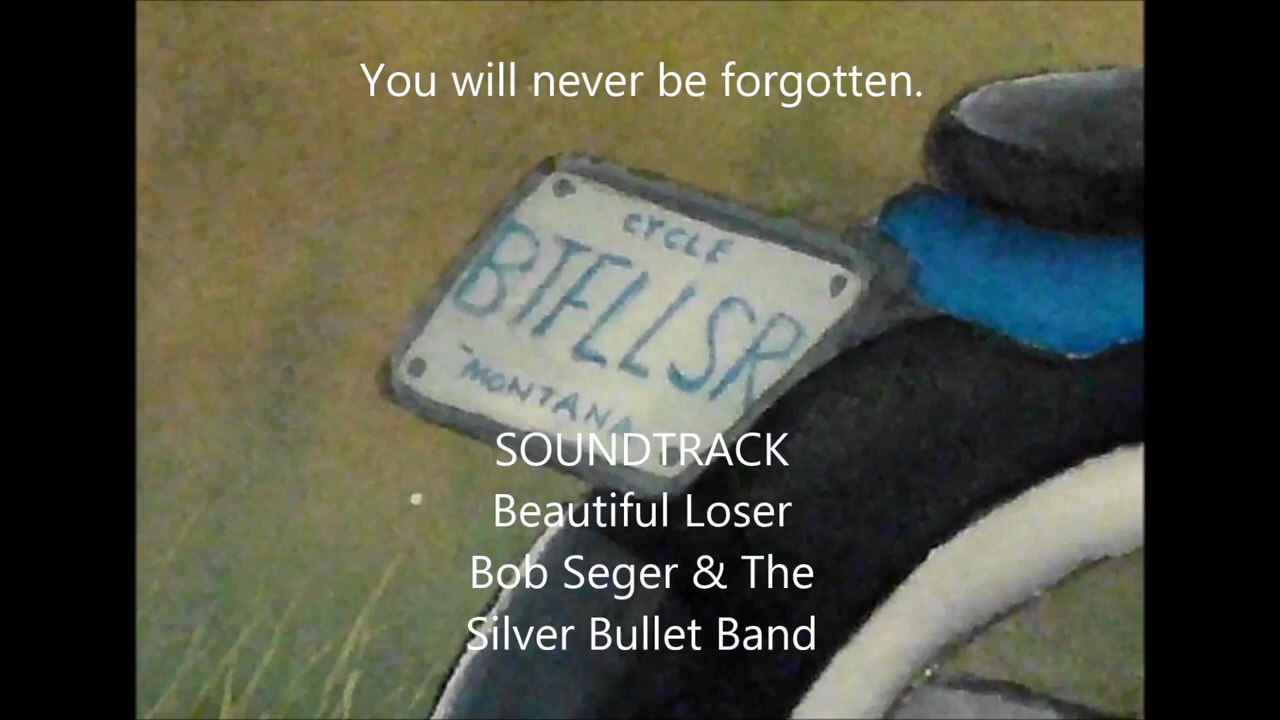 You will never be forgotten.
CYCLE
BTFLLSR
MONTANA
SOUNDTRACK
Beautiful Loser
Bob Seger & The
Silver Bullet Band